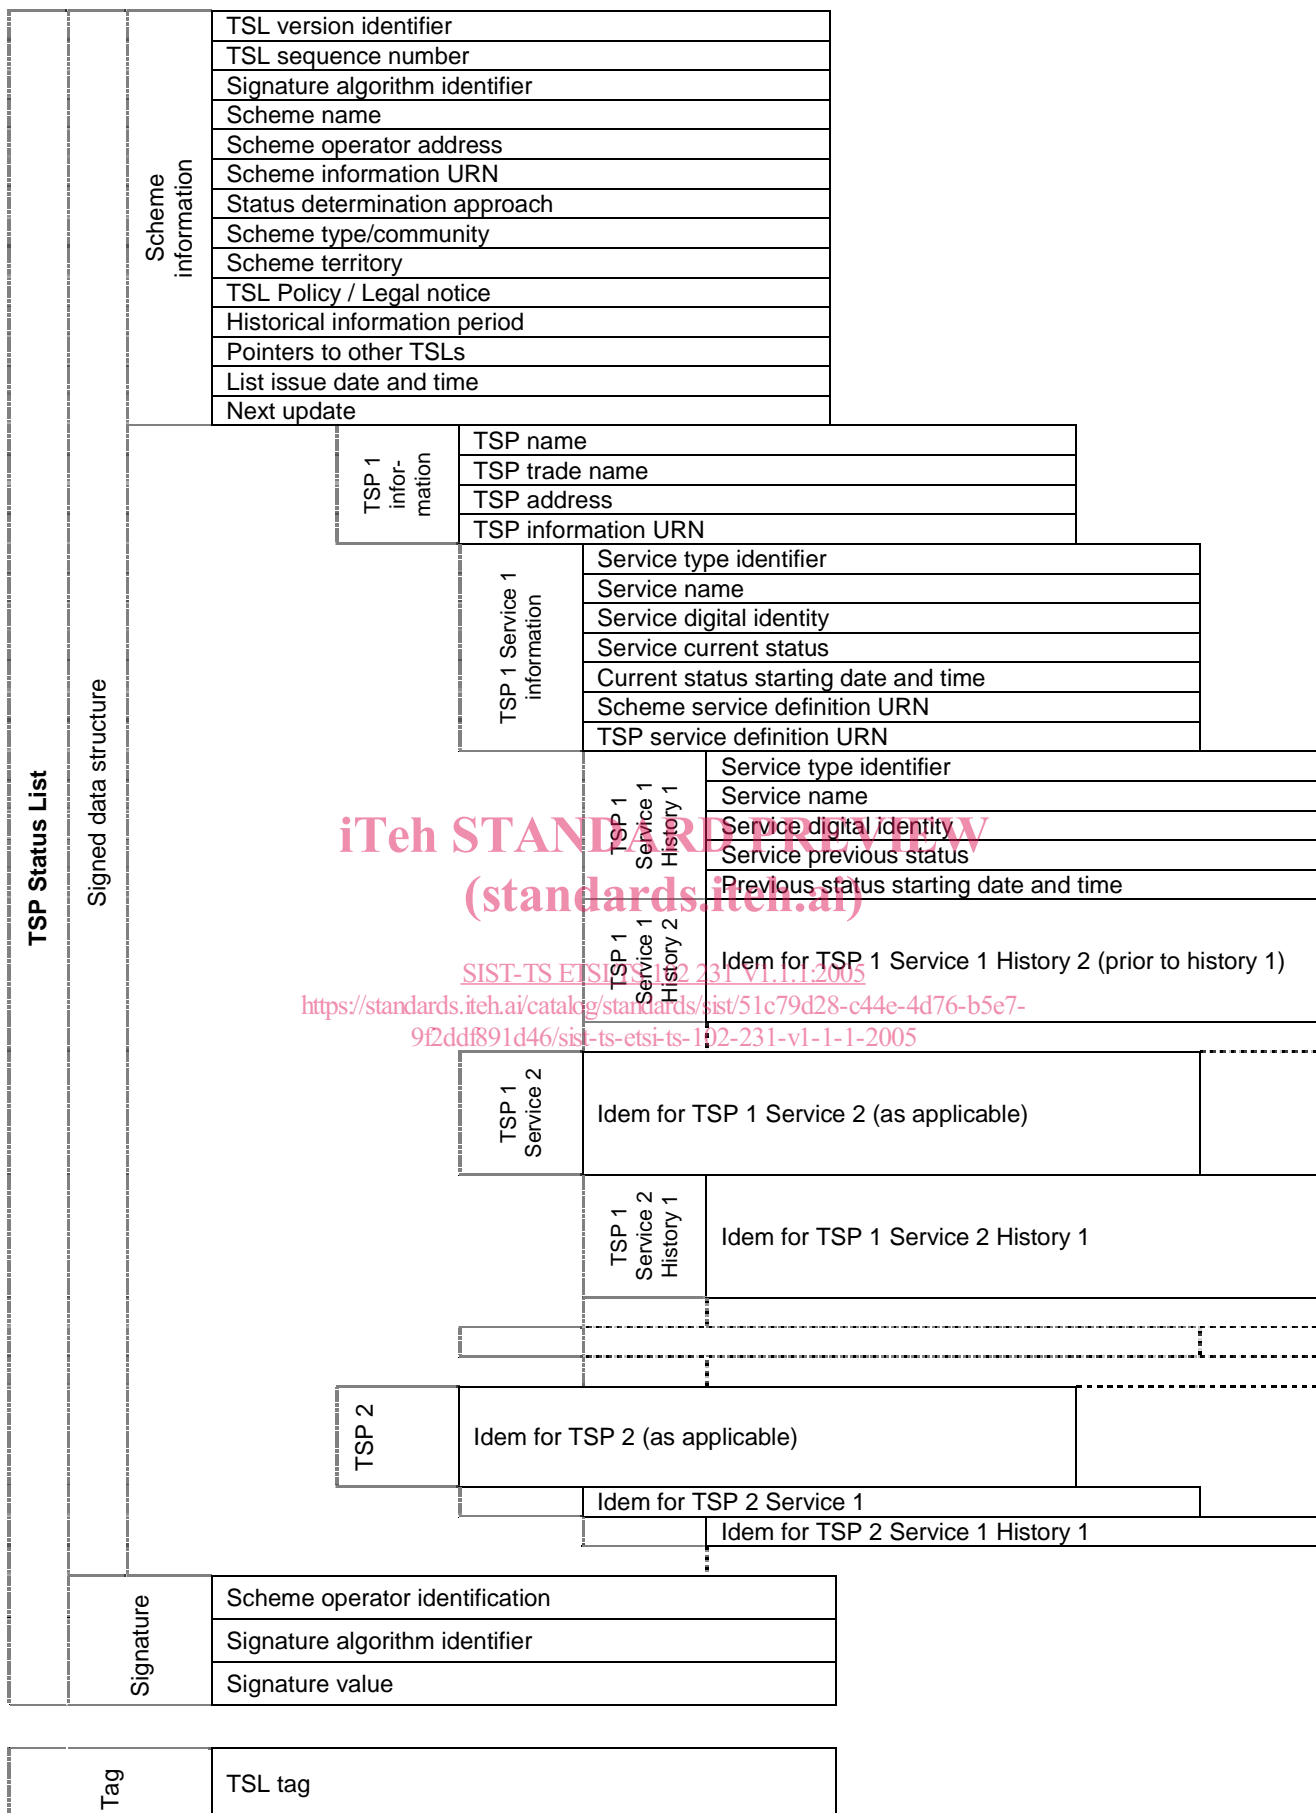 TSP Status List
Signed data structure
Scheme
information
TSL version identifier
TSL sequence number
Signature algorithm identifier
Scheme name
Scheme operator address
Scheme information URN
Status determination approach
Scheme type/community
Scheme territory
TSL Policy / Legal notice
Historical information period
Pointers to other TSLs
List issue date and time
Next update
TSP 1
infor-
mation
TSP name
TSP trade name
TSP address
TSP information URN
TSP 1 Service 1
information
Service type identifier
Service name
Service digital identity
Service current status
Current status starting date and time
Scheme service definition URN
TSP service definition URN
TSP 1
Service 1
History 1
Service type identifier
Service name
Service digital identity
Service previous status
Previous status starting date and time
iTeh STANDARD PREVIEW
(standards.iteh.ai)
TSP 1
Service 1
History 2
Idem for TSP 1 Service 1 History 2 (prior to history 1)
SIST-TS ETSI TS 102 231 V1.1.1:2005
https://standards.iteh.ai/catalog/standards/sist/51c79d28-c44e-4d76-b5e7-
9f2ddf891d46/sist-ts-etsi-ts-102-231-v1-1-1-2005
TSP 1
Service 2
Idem for TSP 1 Service 2 (as applicable)
TSP 1
Service 2
History 1
Idem for TSP 1 Service 2 History 1
TSP 2
Idem for TSP 2 (as applicable)
Idem for TSP 2 Service 1
Idem for TSP 2 Service 1 History 1
Signature
Scheme operator identification
Signature algorithm identifier
Signature value
Tag
TSL tag